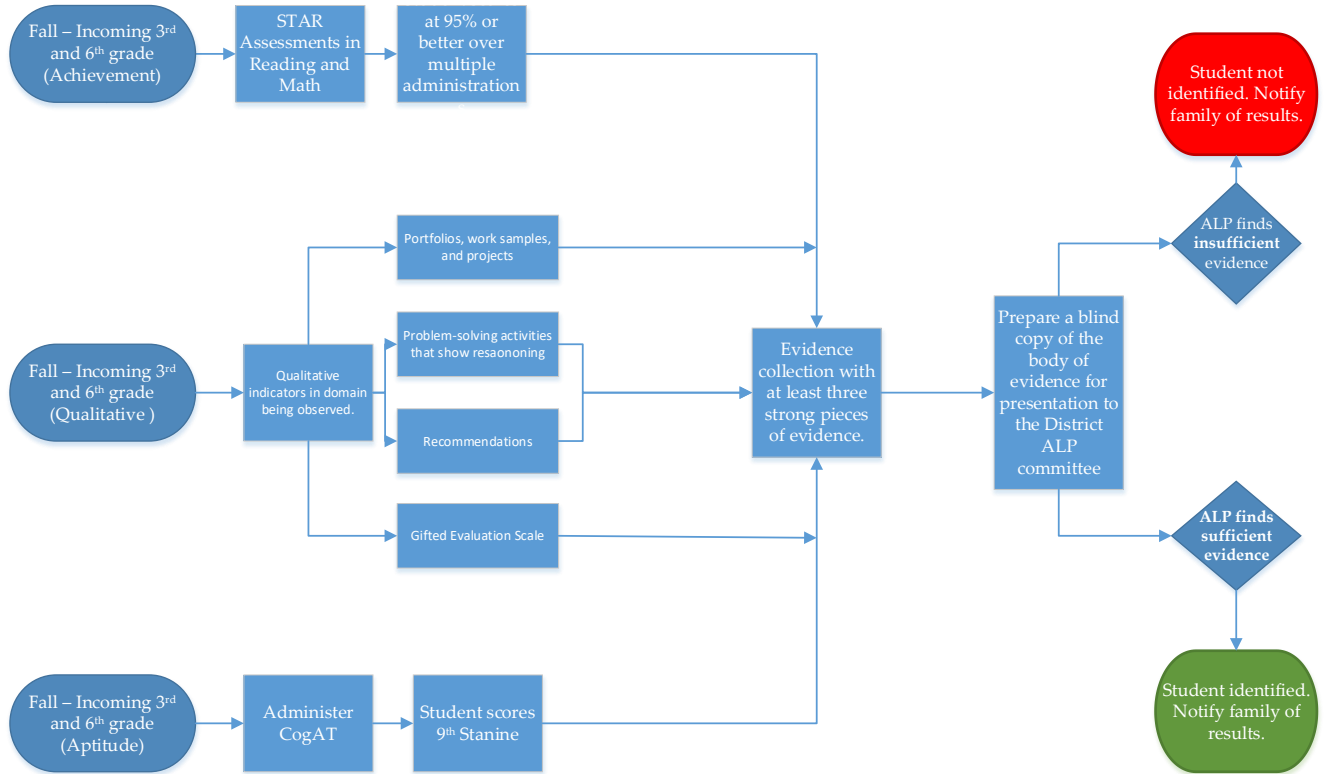 Fall – Incoming 3rd
and 6th grade
(Achievement)
STAR
Assessments in
Reading and
Math
at 95% or
better over
multiple
administration
Student not
identified. Notify
family of results.
ALP finds
insufficient
evidence
Portfolios, work samples,
and projects
Problem-solving activities
that show resaononing
Fall – Incoming 3rd
and 6th grade
(Qualitative )
Qualitative
indicators in domain
being observed.
Recommendations
Gifted Evaluation Scale
Evidence
collection with
at least three
strong pieces
of evidence.
Prepare a blind
copy of the
body of
evidence for
presentation to
the District
ALP
committee
ALP finds
sufficient
evidence
Student identified.
Notify family of
results.
Fall – Incoming 3rd
and 6th grade
(Aptitude)
Administer
CogAT
Student scores
9th Stanine